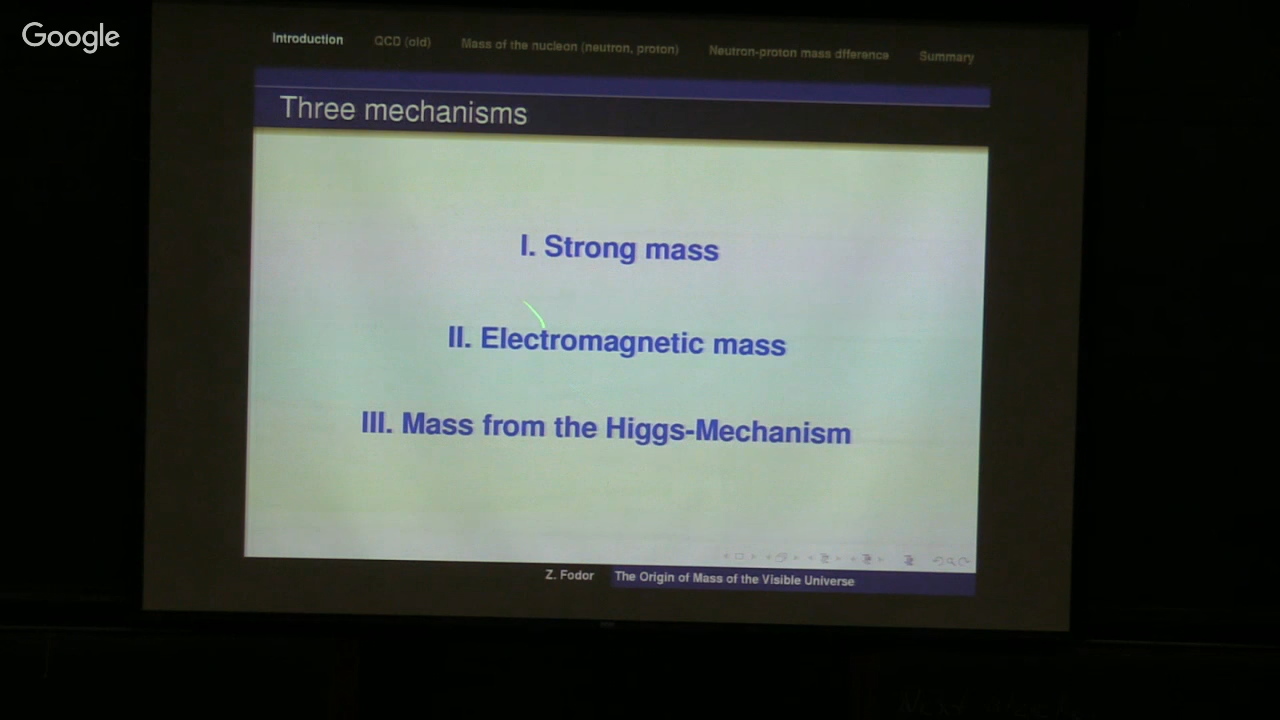 Google
Introduction QCD (old) Mass of the nucleon (neutron, proton) Neutron-proton mass dfference Summary
Three mechanisms
I. Strong mass
II. Electromagnetic mass
III. Mass from the Higgs-Mechanism
Z. Fodor The Origin of Mass of the Visible Universe